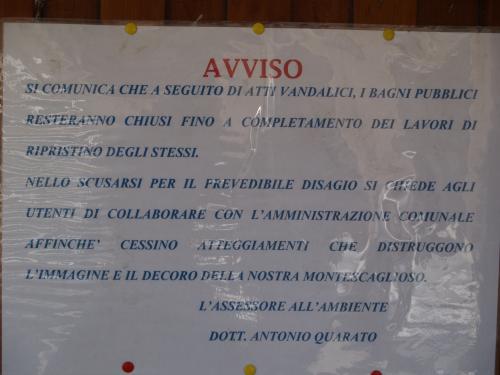 AVVISO
SI COMUNICA CHE A SEGUITO DI ATTI VANDALICI, I BAGNI PUBBLICI
RESTERANNO CHIUSI FINO A COMPLETAMENTO DEI LAVORI DI
RIPRISTINO DEGLI STESSI.
NELLO SCUSARSI PER IL PREVEDIBILE DISAGIO SI CHIEDE AGLI
UTENTI DI COLLABORARE CON L'AMMINISTRAZIONE COMUNALE
AFFINCHE' CESSINO ATTEGGIAMENTI CHE DISTRUGGONO
L'IMMAGINE E IL DECORO DELLA NOSTRA MONTESCAGLIOSO.
L'ASSESSORE ALL'AMBIENTE
DOTT. ANTONIO QUARATO